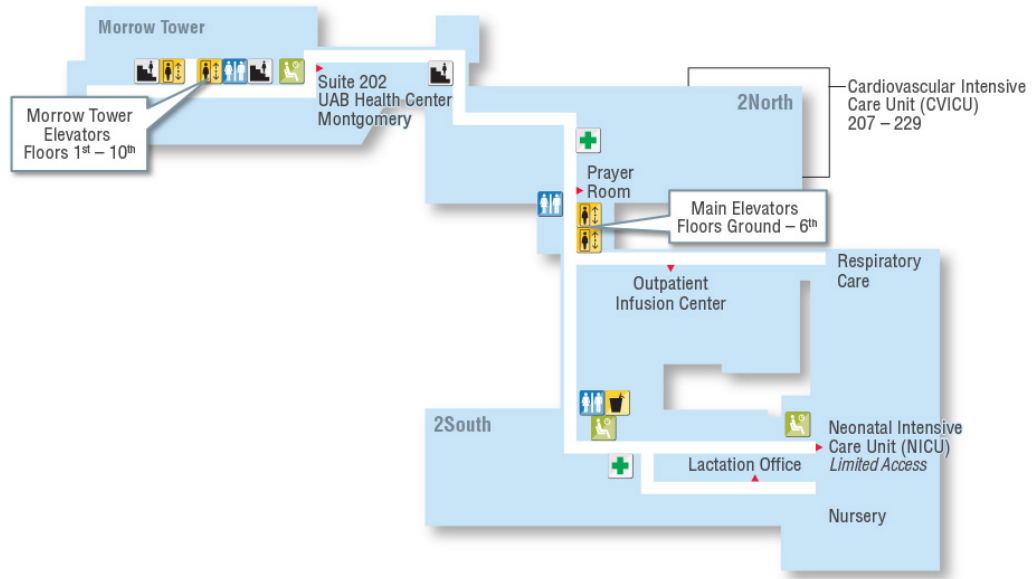 Morrow Tower
Suite 202
UAB Health Center
Montgomery
Morrow Tower
Elevators
Floors 1st – 10th
2North
Cardiovascular Intensive
Care Unit (CVICU)
207 – 229
Prayer
Room
Main Elevators
Floors Ground – 6th
Respiratory
Care
Outpatient
Infusion Center
2South
Neonatal Intensive
Care Unit (NICU)
Limited Access
Lactation Office
Nursery